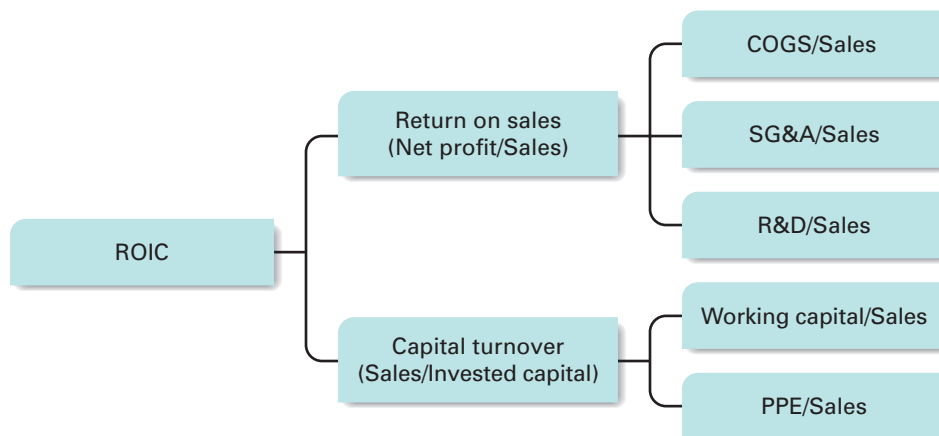 ROIC
Return on sales
(Net profit/Sales)
COGS/Sales
SG&A/Sales
R&D/Sales
Capital turnover
(Sales/Invested capital)
Working capital/Sales
PPE/Sales